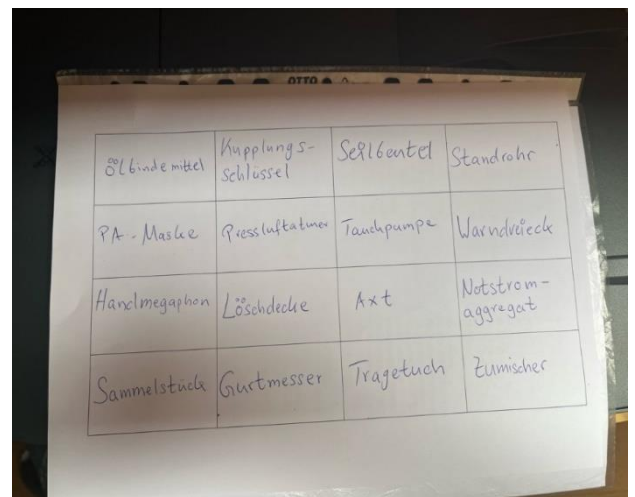 OTTO
Ölbindemittel
Kupplungs-
schlüssel
Seilbeutel
Standrohr
PA-Maske
Pressluftatmer
Tauchpumpe
Warndreieck
Handmegaphon
Löschdecke
Axt
Notstrom-
aggregat
Sammelstück
Gurtmesser
Tragetuch
Zumischer